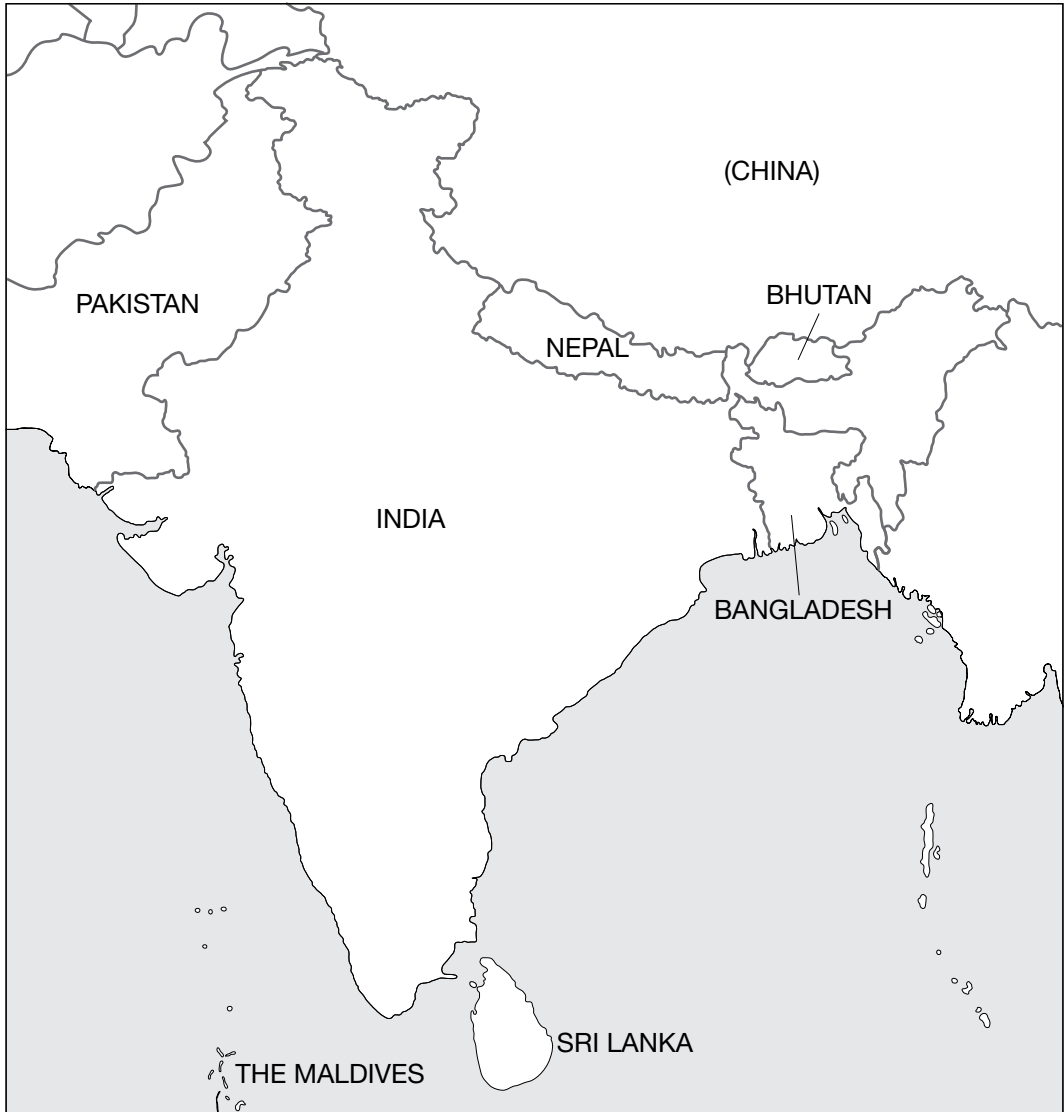 (CHINA)
BHUTAN
PAKISTAN
NEPAL
INDIA
BANGLADESH
SRI LANKA
THE MALDIVES